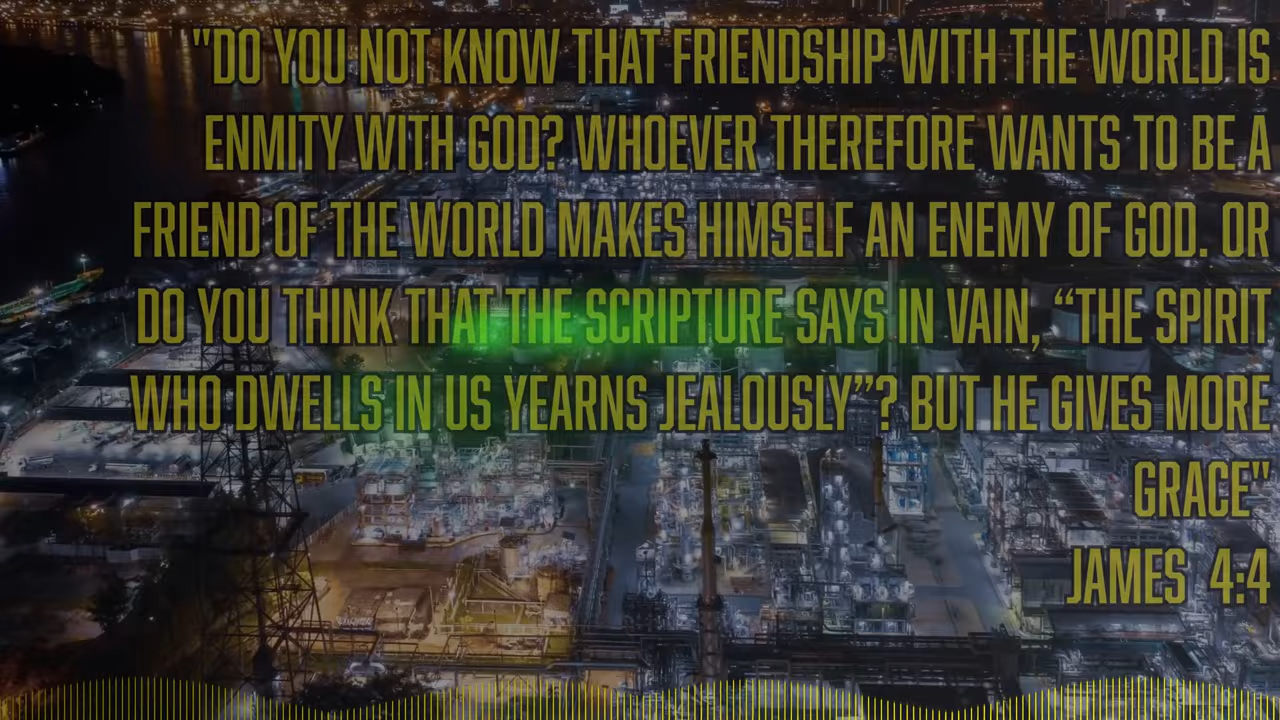 "DO YOU NOT KNOW THAT FRIENDSHIP WITH THE WORLD IS
ENMITY WITH GOD? WHOEVER THEREFORE WANTS TO BE A
FRIEND OF THE WORLD MAKES HIMSELF AN ENEMY OF GOD. OR
DO YOU THINK THAT THE SCRIPTURE SAYS IN VAIN, “THE SPIRIT
WHO DWELLS IN US YEARNS JEALOUSLY”? BUT HE GIVES MORE
GRACE"
JAMES 4:4